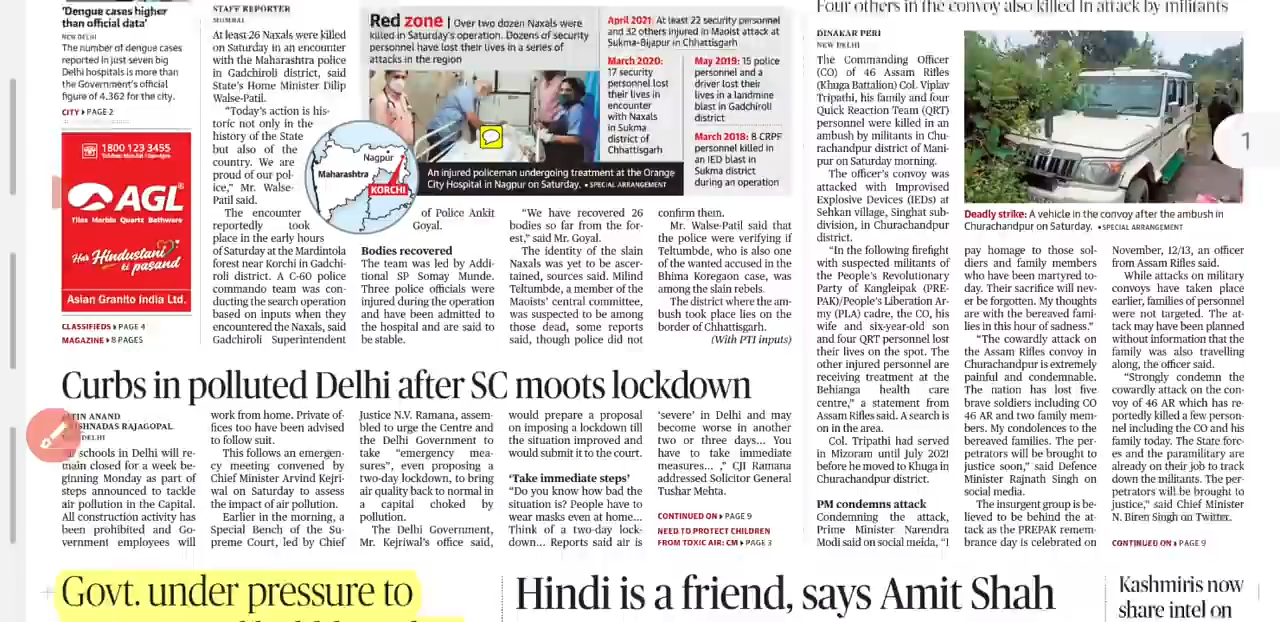 'Dengue cases higher
than official data'
NEW DELHI
The number of dengue cases
reported in just seven big
Delhi hospitals is more than
the Government's official
figure of 4,362 for the city.
CITY PAGE 2
1800 123 3455
AGL
Tiles Marble Quartz Bathware
Har Hindustani
ki pasand
Asian Granito India Ltd.
CLASSIFIEDS PAGE 4
MAGAZINE 8 PAGES
STAFF REPORTER
MUMBAI
At least 26 Naxals were killed
on Saturday in an encounter
with the Maharashtra police
in Gadchiroli district, said
State's Home Minister Dilip
Walse-Patil.
"Today's action is his-
toric not only in the
history of the State
but also of the
country. We are
proud of our pol-
ice," Mr. Walse-
Patil said.
The encounter
reportedly took
place in the early hours
of Saturday at the Mardintola
forest near Korchi in Gadchi-
roli district. A C-60 police
commando team was con-
ducting the search operation
based on inputs when they
encountered the Naxals, said
Gadchiroli Superintendent
Red zone | Over two dozen Naxals were
killed in Saturday's operation. Dozens of security
personnel have lost their lives in a series of
attacks in the region
April 2021: At least 22 security personnel
and 32 others injured in Maoist attack at
Sukma-Bijapur in Chhattisgarh
March 2020:
17 security
personnel lost
their lives in
encounter
with Naxals
in Sukma
district of
Chhattisgarh
May 2019: 15 police
personnel and a
driver lost their
lives in a landmine
blast in Gadchiroli
district
March 2018: 8 CRPF
personnel killed in
an IED blast in
Sukma district
during an operation
Nagpur
Maharashtra
KORCHI
An injured policeman undergoing treatment at the Orange
City Hospital in Nagpur on Saturday. • SPECIAL ARRANGEMENT
of Police Ankit
Goyal.
Bodies recovered
The team was led by Addi-
tional SP Somay Munde.
Three police officials were
injured during the operation
and have been admitted to
the hospital and are said to
be stable.
"We have recovered 26
bodies so far from the for-
est," said Mr. Goyal.
The identity of the slain
Naxals was yet to be ascer-
tained, sources said. Milind
Teltumbde, a member of the
Maoists' central committee,
was suspected to be among
those dead, some reports
said, though police did not
confirm them.
Mr. Walse-Patil said that
the police were verifying if
Teltumbde, who is also one
of the wanted accused in the
Bhima Koregaon case, was
among the slain rebels.
The district where the am-
bush took place lies on the
border of Chhattisgarh.
(With PTI inputs)
Four others in the convoy also killed in attack by militants
DINAKAR PERI
NEW DELHI
The Commanding Officer
(CO) of 46 Assam Rifles
(Khuga Battalion) Col. Viplav
Tripathi, his family and four
Quick Reaction Team (QRT)
personnel were killed in an
ambush by militants in Chu-
rachandpur district of Mani-
pur on Saturday morning.
The officer's convoy was
attacked with Improvised
Explosive Devices (IEDs) at
Sehkan village, Singhat sub-
division, in Churachandpur
district.
"In the following firefight
with suspected militants of
the People's Revolutionary
Party of Kangleipak (PRE-
PAK)/People's Liberation Ar-
my (PLA) cadre, the CO, his
wife and six-year-old son
and four QRT personnel lost
their lives on the spot. The
other injured personnel are
receiving treatment at the
Behianga health care
centre," a statement from
Assam Rifles said. A search is
on in the area.
Col. Tripathi had served
in Mizoram until July 2021
before he moved to Khuga in
Churachandpur district.
PM condemns attack
Condemning the attack,
Prime Minister Narendra
Modi said on social meida, "I
1
Deadly strike: A vehicle in the convoy after the ambush in
Churachandpur on Saturday. • SPECIAL ARRANGEMENT
pay homage to those sol-
diers and family members
who have been martyred to-
day. Their sacrifice will nev-
er be forgotten. My thoughts
are with the bereaved fami-
lies in this hour of sadness."
"The cowardly attack on
the Assam Rifles convoy in
Churachandpur is extremely
painful and condemnable.
The nation has lost five
brave soldiers including CO
46 AR and two family mem-
bers. My condolences to the
bereaved families. The per-
petrators will be brought to
justice soon," said Defence
Minister Rajnath Singh on
social media.
The insurgent group is be-
lieved to be behind the at-
tack as the PREPAK remem-
brance day is celebrated on
November, 12/13, an officer
from Assam Rifles said.
While attacks on military
convoys have taken place
earlier, families of personnel
were not targeted. The at-
tack may have been planned
without information that the
family was also travelling
along, the officer said.
"Strongly condemn the
cowardly attack on the con-
voy of 46 AR which has re-
portedly killed a few person-
nel including the CO and his
family today. The State forc-
es and the paramilitary are
already on their job to track
down the militants. The per-
petrators will be brought to
justice," said Chief Minister
N. Biren Singh on Twitter.
CONTINUED ON PAGE 9
Curbs in polluted Delhi after SC moots lockdown
ANAND
RAJAGOPAL
DELHI
schools in Delhi will re-
main closed for a week be-
ginning Monday as part of
steps announced to tackle
air pollution in the Capital.
All construction activity has
been prohibited and Go-
vernment employees will
work from home. Private of-
fices too have been advised
to follow suit.
This follows an emergen-
cy meeting convened by
Chief Minister Arvind Kejri-
wal on Saturday to assess
the impact of air pollution.
Earlier in the morning, a
Special Bench of the Su-
preme Court, led by Chief
Justice N.V. Ramana, assem-
bled to urge the Centre and
the Delhi Government to
take "emergency mea-
sures", even proposing a
two-day lockdown, to bring
air quality back to normal in
a capital choked by
pollution.
The Delhi Government,
Mr. Kejriwal's office said,
would prepare a proposal
on imposing a lockdown till
the situation improved and
would submit it to the court.
'Take immediate steps'
"Do you know how bad the
situation is? People have to
wear masks even at home...
Think of a two-day lock-
down... Reports said air is
'severe' in Delhi and may
become worse in another
two or three days... You
have to take immediate
measures... ," CJI Ramana
addressed Solicitor General
Tushar Mehta.
CONTINUED ON PAGE 9
NEED TO PROTECT CHILDREN
FROM TOXIC AIR: CM PAGE 3
Govt. under pressure to
Hindi is a friend, says Amit Shah
Kashmiris now
share intel on